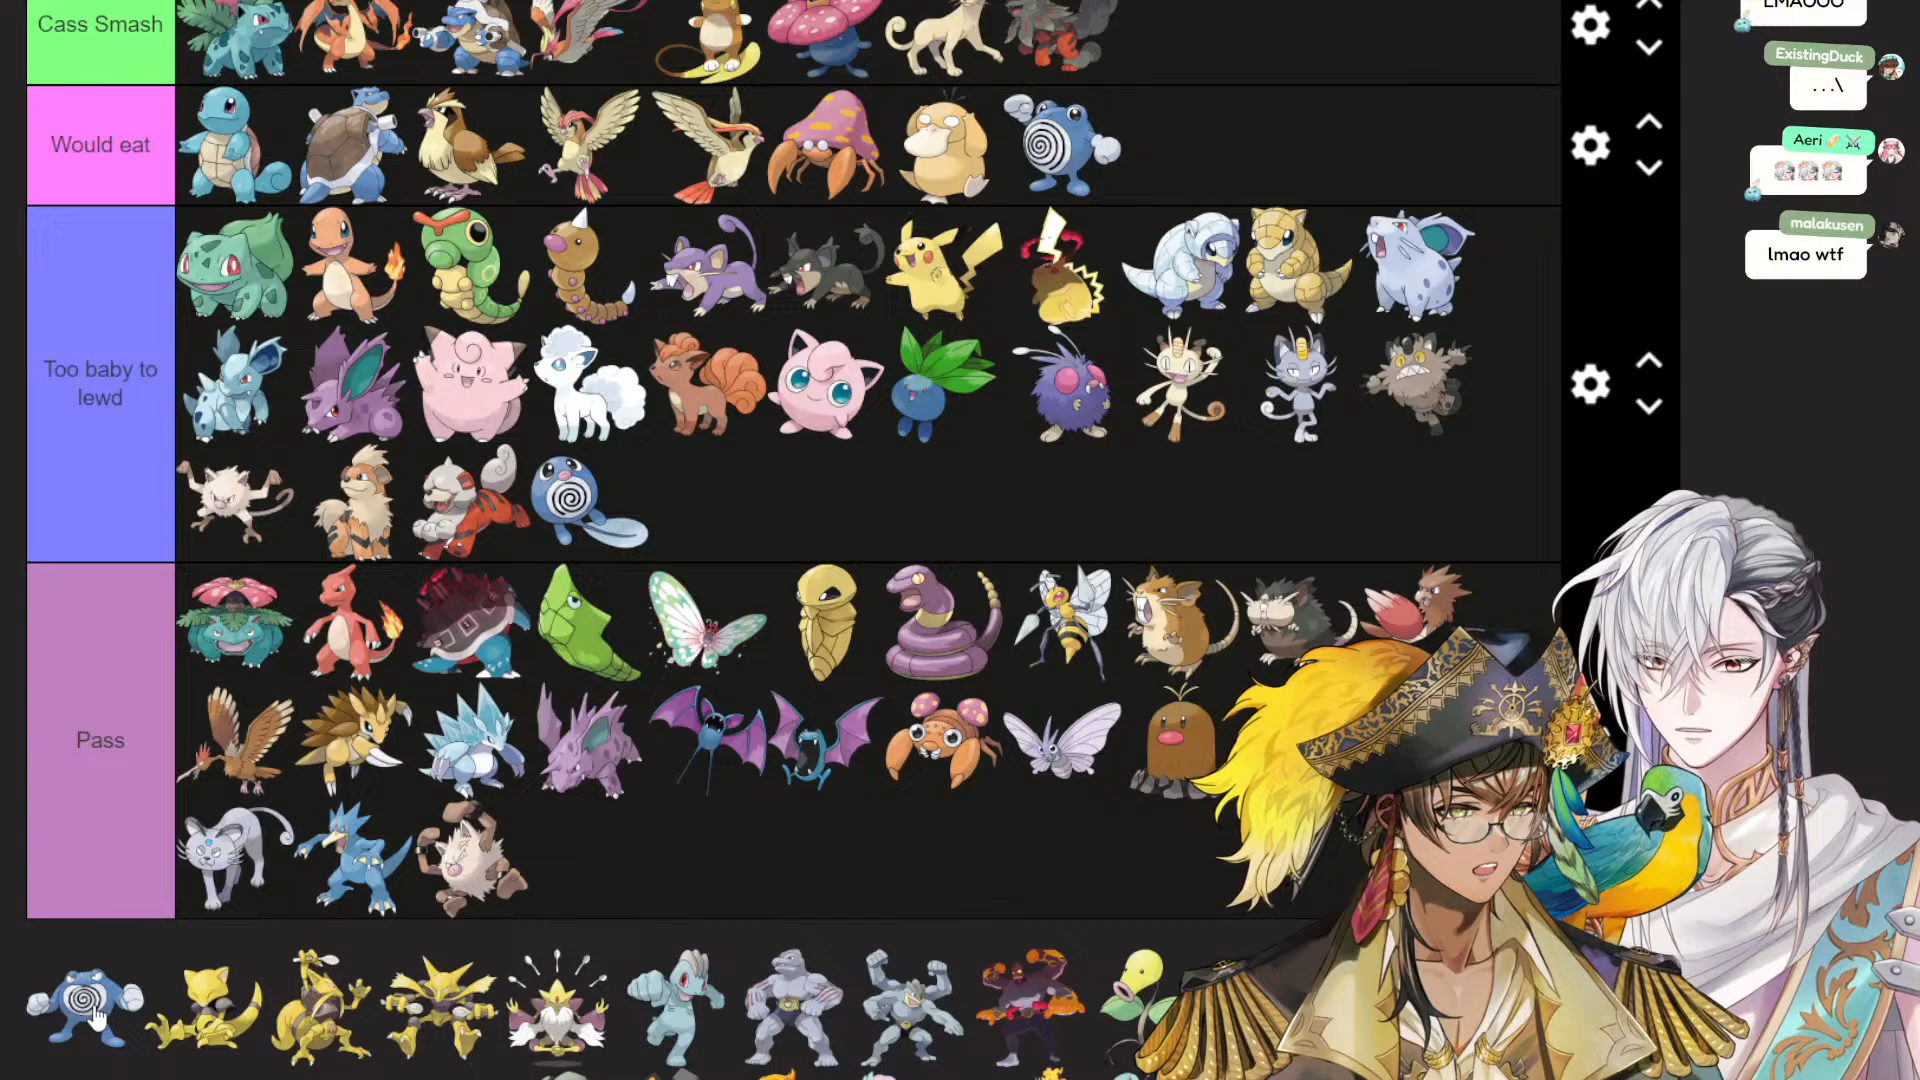 Cass Smash
Would eat
Too baby to
lewd
Pass
LMAOOO
ExistingDuck
. . .\
Aeri
malakusen
lmao wtf